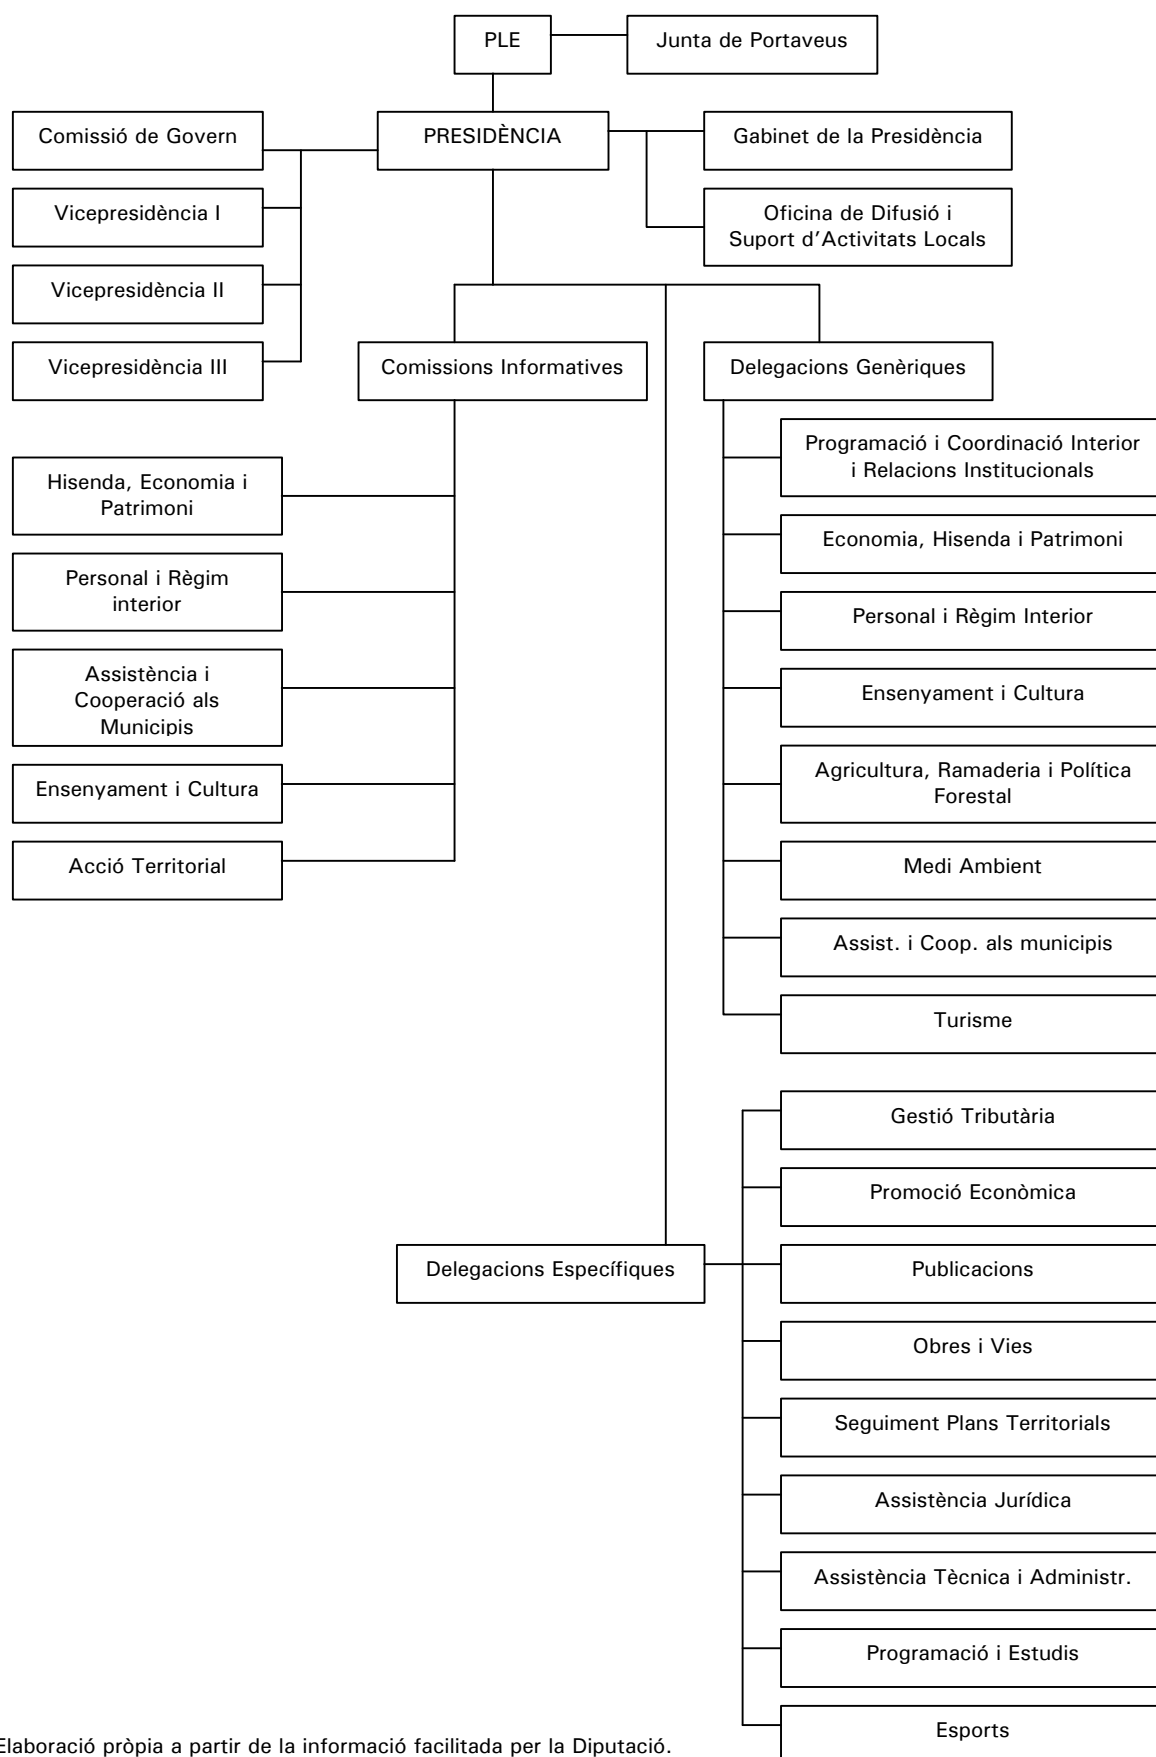 PLE
Junta de Portaveus
Comissió de Govern
PRESIDÈNCIA
Gabinet de la Presidència
Vicepresidència I
Oficina de Difusió i
Suport d'Activitats Locals
Vicepresidència II
Vicepresidència III
Comissions Informatives
Delegacions Genèriques
Hisenda, Economia i
Patrimoni
Personal i Règim
interior
Assistència i
Cooperació als
Municipis
Ensenyament i Cultura
Acció Territorial
Programació i Coordinació Interior
i Relacions Institucionals
Economia, Hisenda i Patrimoni
Personal i Règim Interior
Ensenyament i Cultura
Agricultura, Ramaderia i Política
Forestal
Medi Ambient
Assist. i Coop. als municipis
Turisme
Delegacions Específiques
Gestió Tributària
Promoció Econòmica
Publicacions
Obres i Vies
Seguiment Plans Territorials
Assistència Jurídica
Assistència Tècnica i Administr.
Programació i Estudis
Esports
Elaboració pròpia a partir de la informació facilitada per la Diputació.